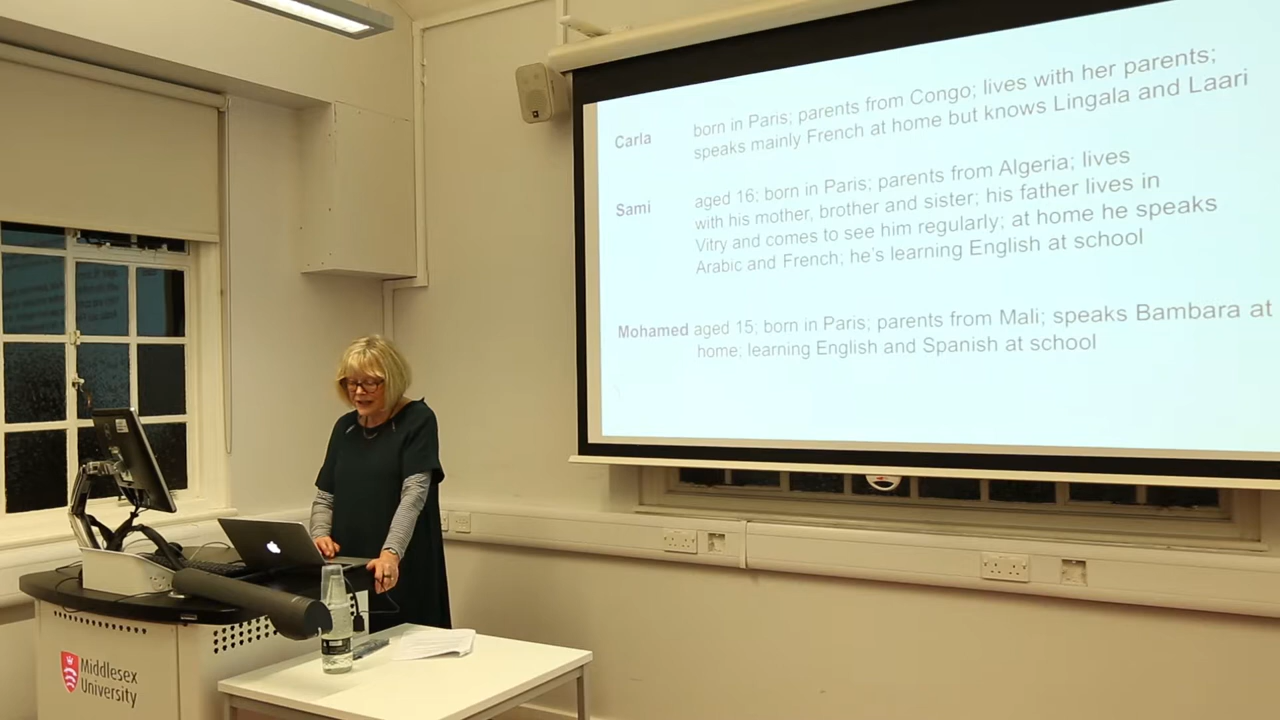 Carla born in Paris; parents from Congo; lives with her parents;
speaks mainly French at home but knows Lingala and Laari
Sami aged 16; born in Paris; parents from Algeria; lives
with his mother, brother and sister; his father lives in
Vitry and comes to see him regularly; at home he speaks
Arabic and French; he's learning English at school
Mohamed aged 15; born in Paris; parents from Mali; speaks Bambara at
home; learning English and Spanish at school
Middlesex
University